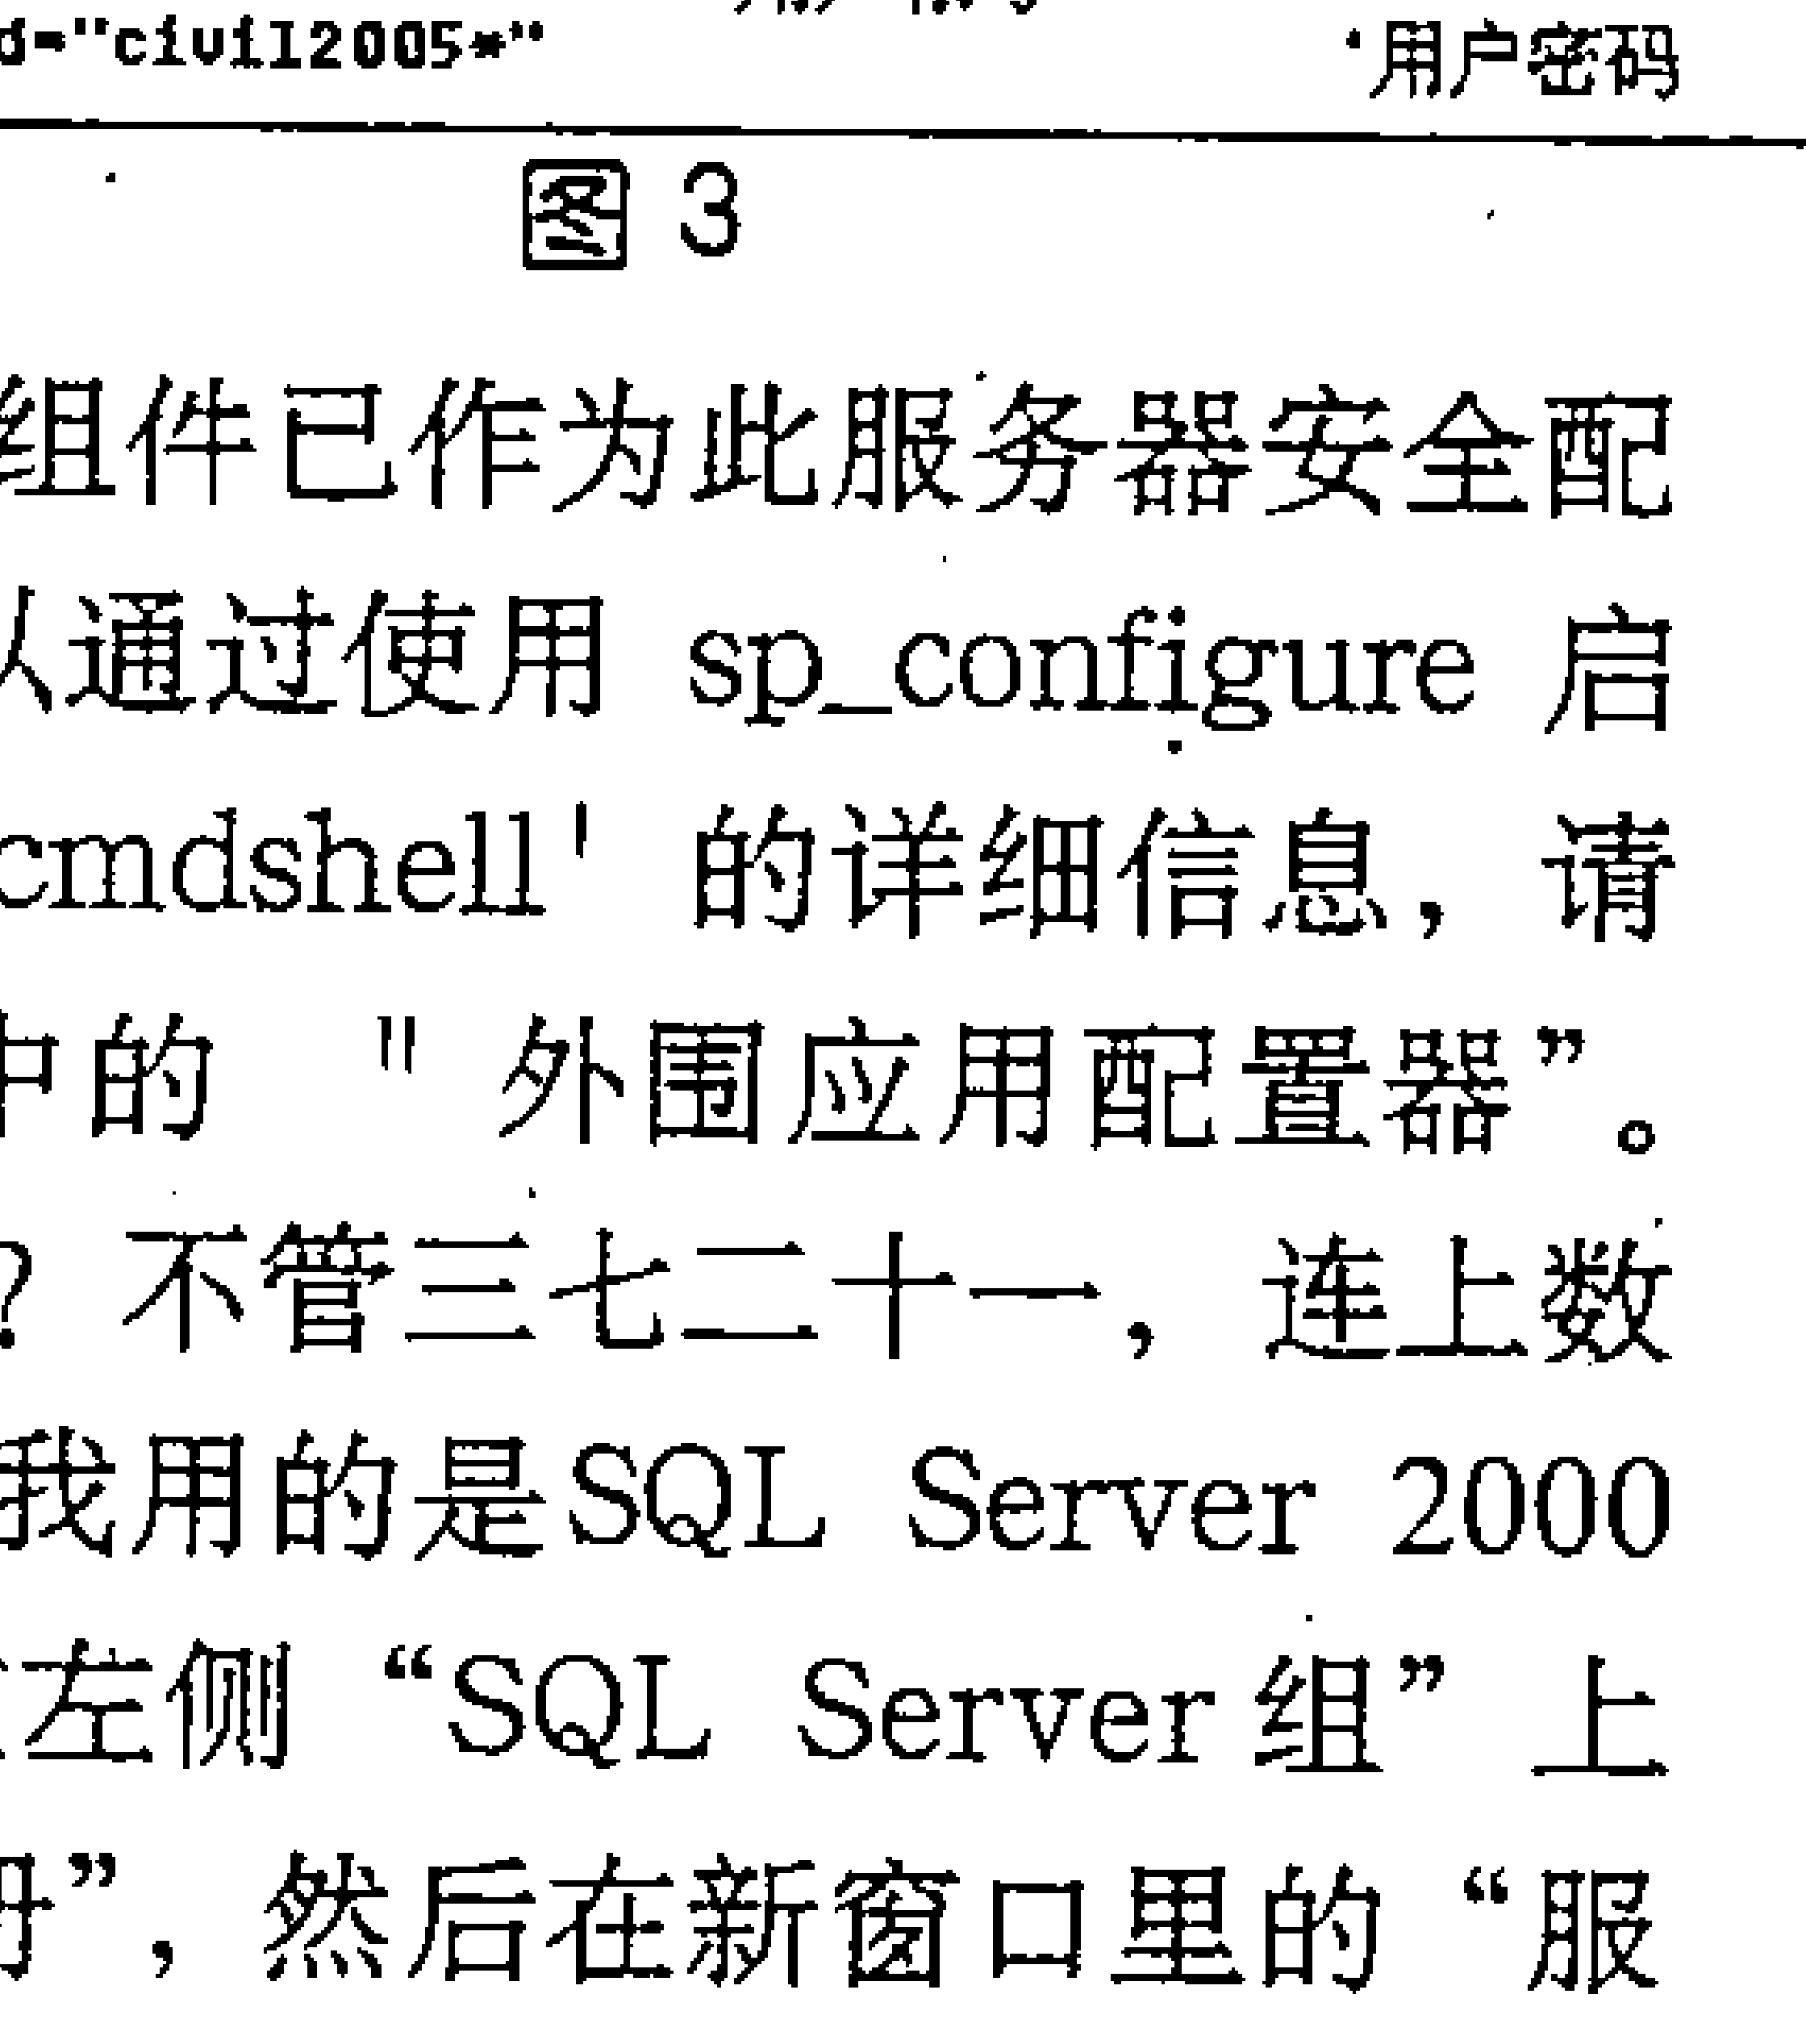 d="civil2005*" '用户密码
图 3
组件已作为此服务器安全配
以通过使用 sp_configure 启
cmdshell' 的详细信息，请
中的 "外围应用配置器”。
? 不管三七二十一，连上数
我用的是SQL Server 2000
左侧 “SQL Server组”上
册”，然后在新窗口里的“服